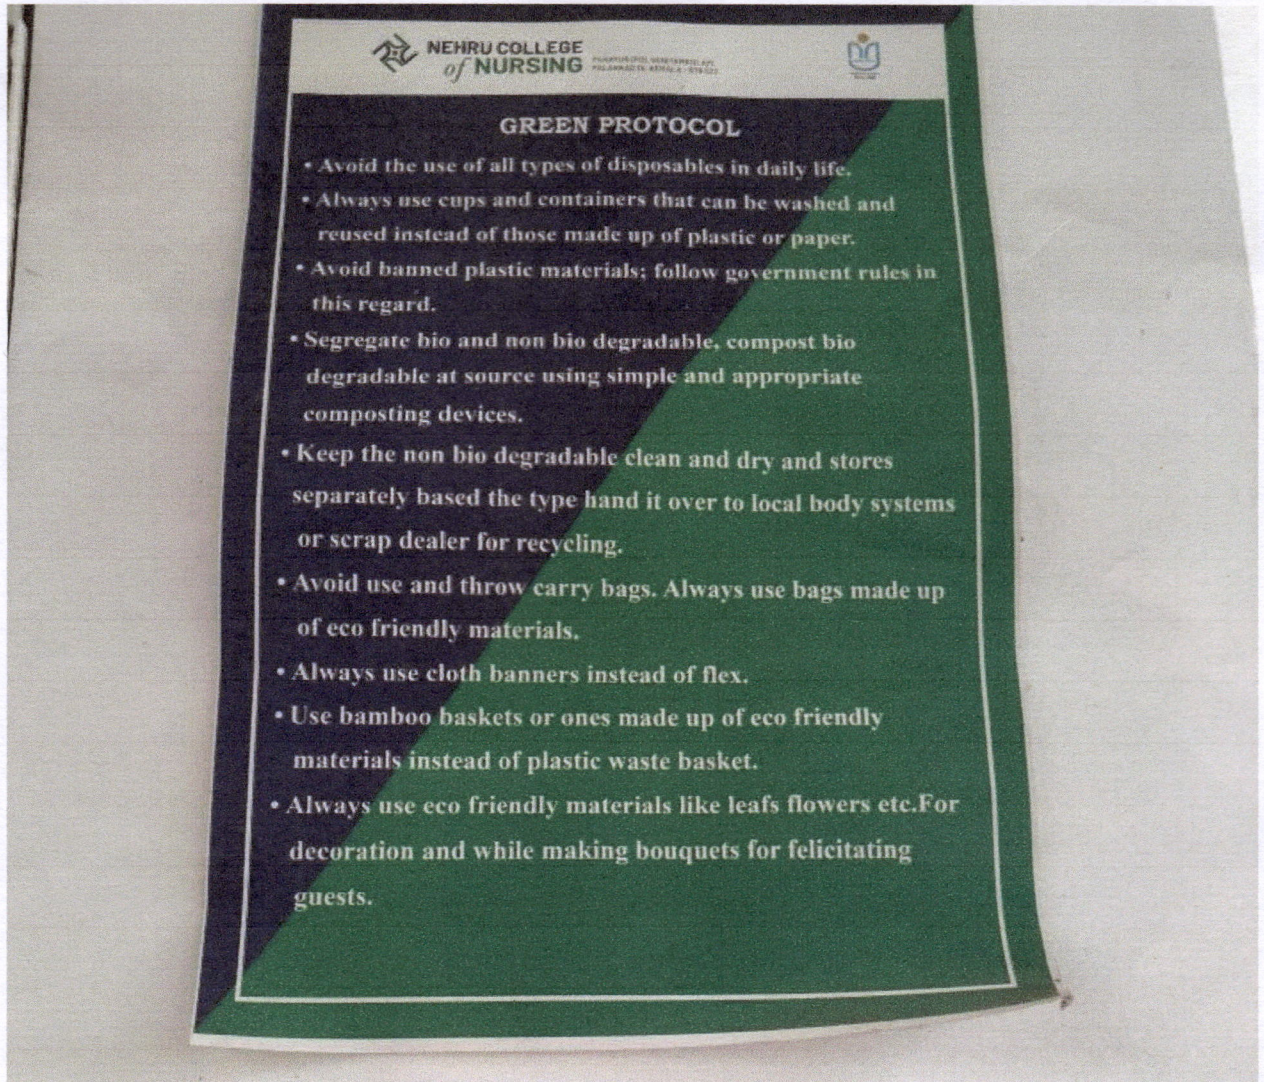 NEHRU COLLEGE
of NURSING
GREEN PROTOCOL
• Avoid the use of all types of disposables in daily life.
• Always use cups and containers that can be washed and
reused instead of those made up of plastic or paper.
• Avoid banned plastic materials; follow government rules in
this regard.
• Segregate bio and non bio degradable, compost bio
degradable at source using simple and appropriate
composting devices.
• Keep the non bio degradable clean and dry and stores
separately based the type hand it over to local body systems
or scrap dealer for recycling.
• Avoid use and throw carry bags. Always use bags made up
of eco friendly materials.
• Always use cloth banners instead of flex.
• Use bamboo baskets or ones made up of eco friendly
materials instead of plastic waste basket.
• Always use eco friendly materials like leafs flowers etc.For
decoration and while making bouquets for felicitating
guests.